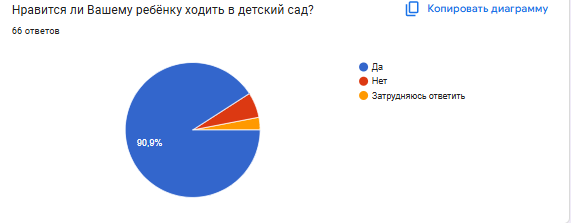 Нравится ли Вашему ребёнку ходить в детский сад?
Копировать диаграмму
66 ответов
Да
Нет
Затрудняюсь ответить
90,9%